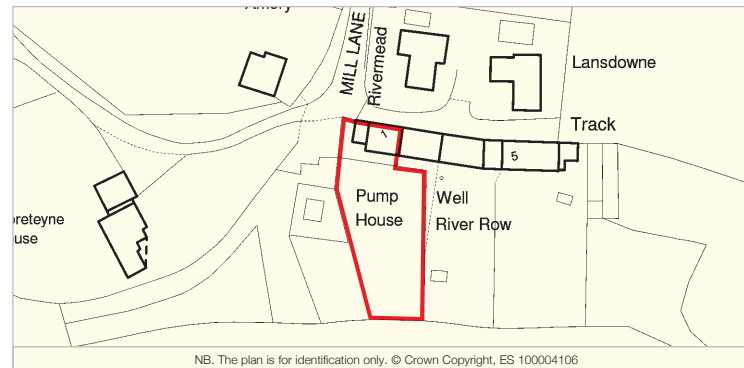 MILL LANE
Rivermead
Lansdowne
Track
1
5
Pump
House
Well
River Row
NB. The plan is for identification only. © Crown Copyright, ES 100004106